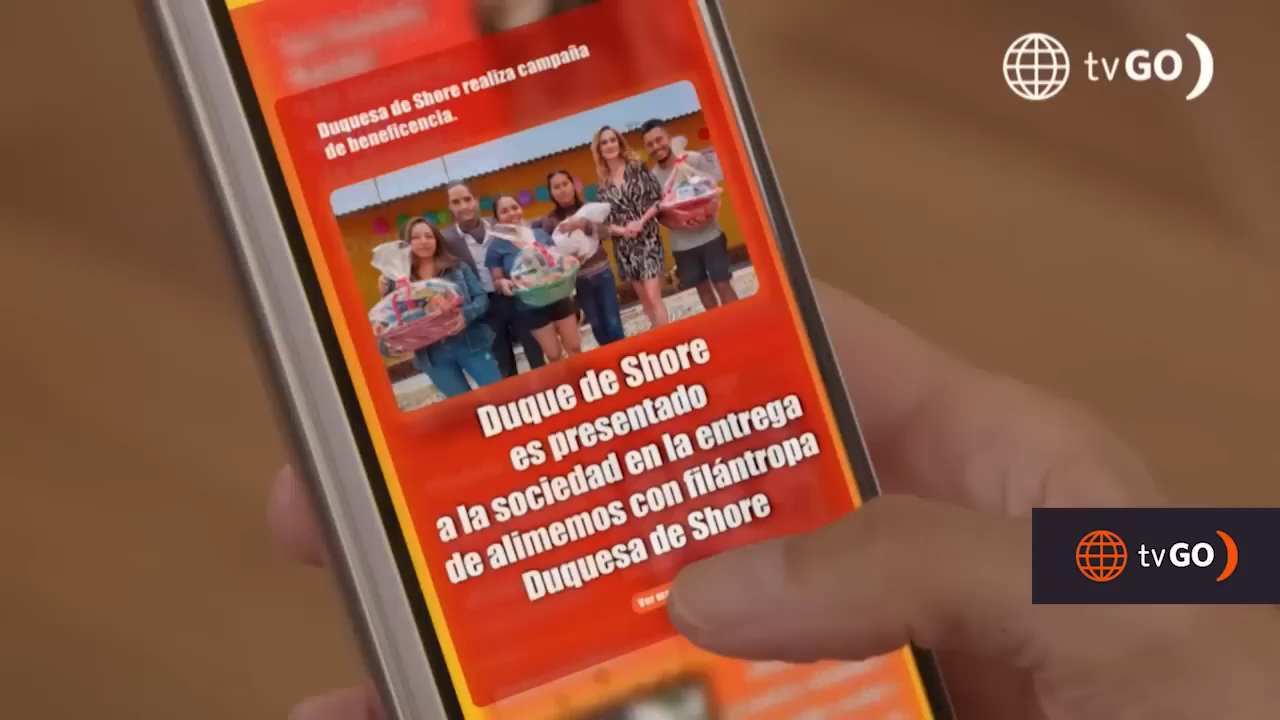 tvGO
Duquesa de Shore realiza campaña
de beneficencia.
Duque de Shore
es presentado
a la sociedad en la entrega
de alimemos con filántropa
Duquesa de Shore
Ver
tvGO